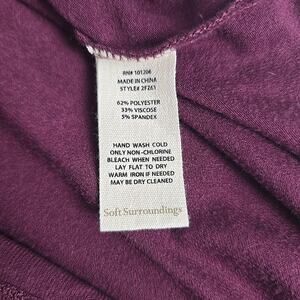 RN# 101206
MADE IN CHINA
STYLE# 2FZ61
62% POLYESTER
33% VISCOSE
5% SPANDEX
HAND WASH COLD
ONLY NON-CHLORINE
BLEACH WHEN NEEDED
LAY FLAT TO DRY
WARM IRON IF NEEDED
MAY BE DRY CLEANED
Soft Surroundings